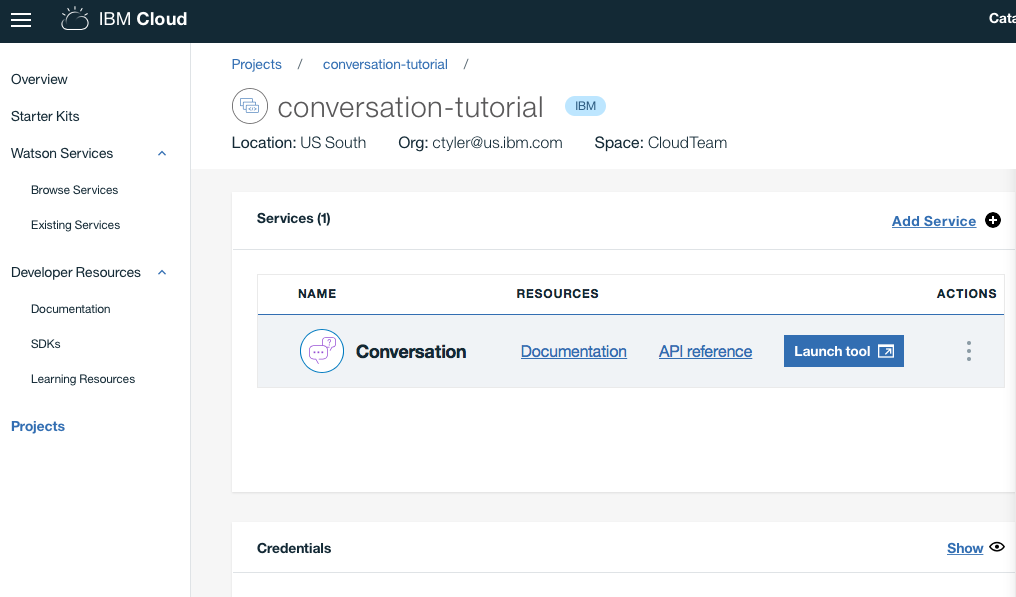 IBM Cloud
Overview
Starter Kits
Watson Services
Browse Services
Existing Services
Developer Resources
Documentation
SDKs
Learning Resources
Projects
Projects / conversation-tutorial /
conversation-tutorial IBM
Location: US South Org: ctyler@us.ibm.com Space: CloudTeam
Services (1) Add Service
NAME RESOURCES ACTIONS
Conversation Documentation API reference Launch tool
Credentials Show